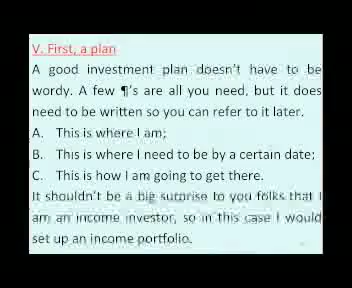 V. First, a plan
A good investment plan doesn't have to be
wordy. A few ¶'s are all you need, but it does
need to be written so you can refer to it later.
A. This is where I am;
B. This is where I need to be by a certain date;
C. This is how I am going to get there.
It shouldn't be a big surprise to you folks that I
am an income investor, so in this case I would
set up an income portfolio.